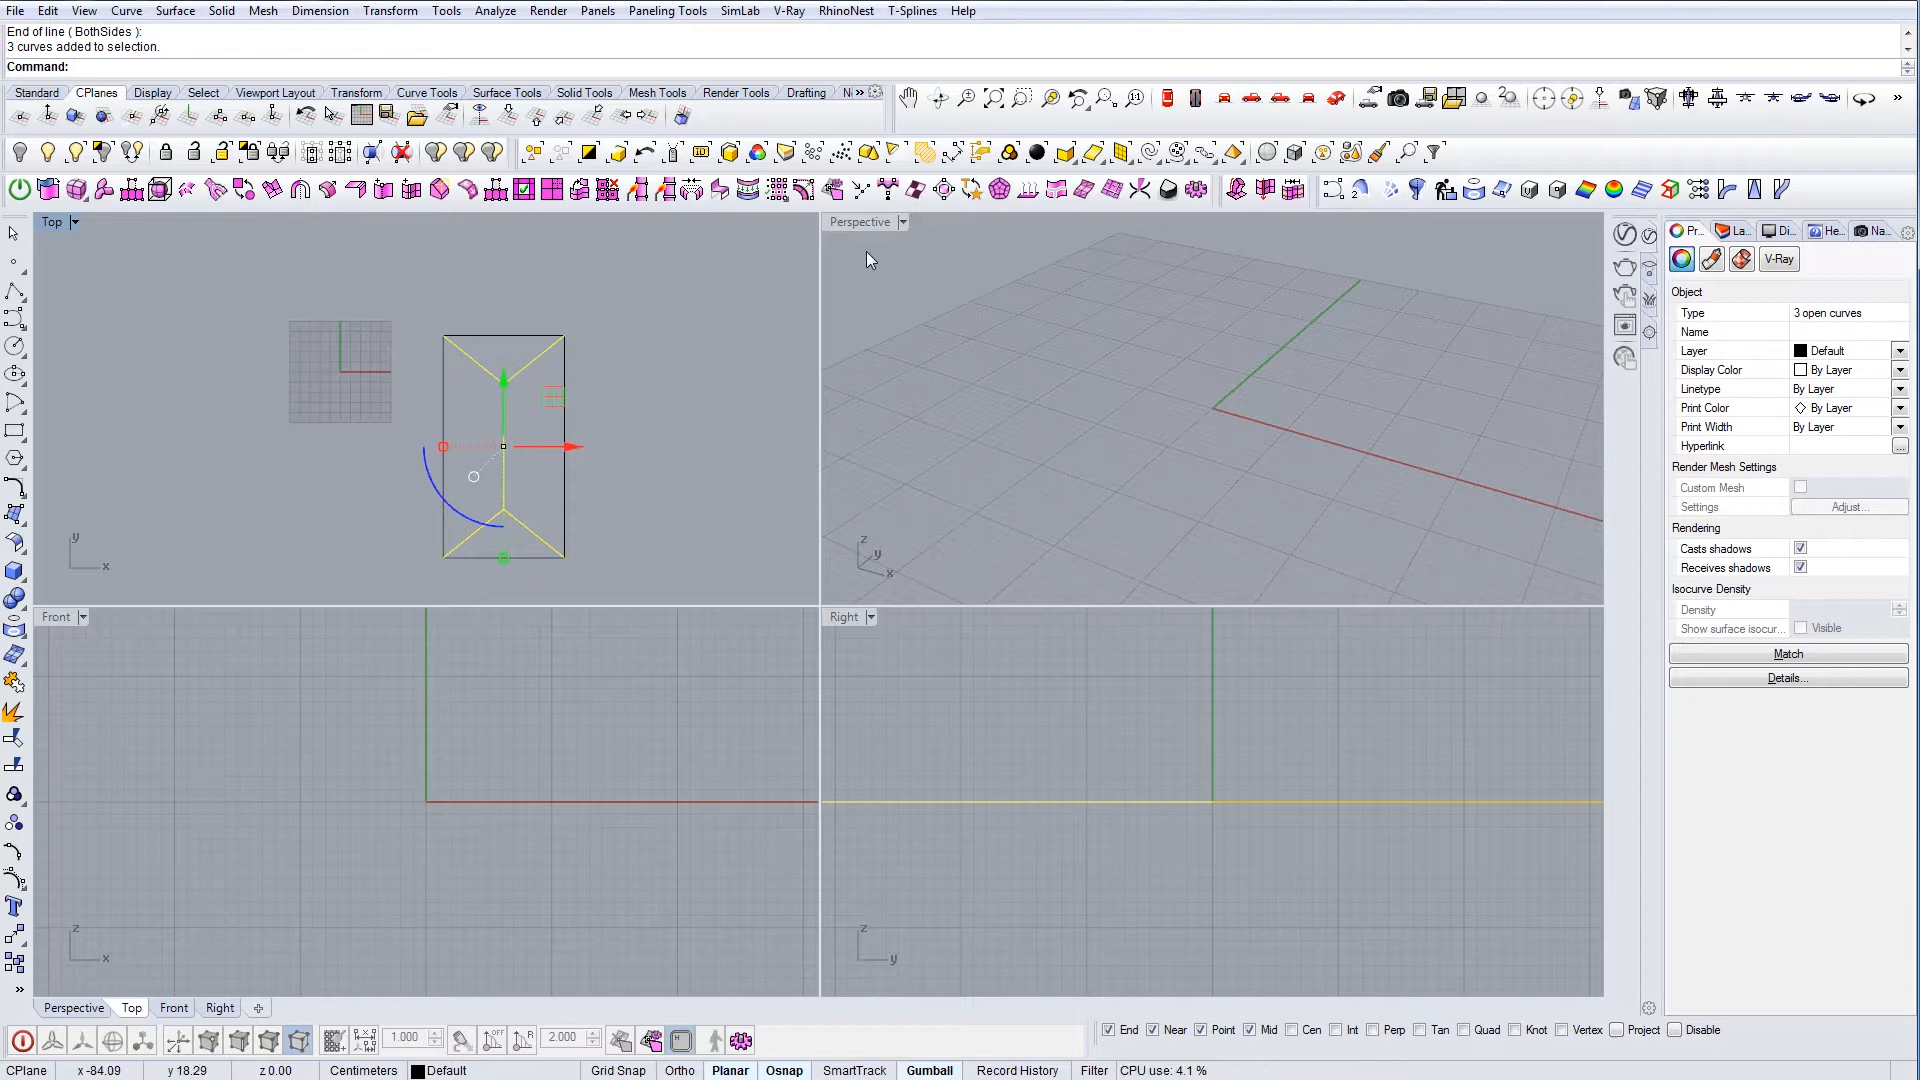 File Edit View Curve Surface Solid Mesh Dimension Transform Tools Analyze Render Panels Paneling Tools SimLab V-Ray RhinoNest T-Splines Help
End of line ( BothSides ):
3 curves added to selection.
Command:
Standard CPlanes Display Select Viewport Layout Transform Curve Tools Surface Tools Solid Tools Mesh Tools Render Tools Drafting
Top
Perspective
Pr... La... Di... He... Na...
V-Ray
Object
Type 3 open curves
Name
Layer Default
Display Color By Layer
Linetype By Layer
Print Color By Layer
Print Width By Layer
Hyperlink ...
Render Mesh Settings
Custom Mesh
Settings Adjust...
Rendering
Casts shadows
Receives shadows
Isocurve Density
Density
Show surface isocur... Visible
Match
Details...
y
x
z
y
x
Front
Right
z
x
z
y
Perspective Top Front Right
1.000 2.000
End Near Point Mid Cen Int Perp Tan Quad Knot Vertex Project Disable
CPlane x -84.09 y 18.29 z 0.00 Centimeters Default Grid Snap Ortho Planar Osnap SmartTrack Gumball Record History Filter CPU use: 4.1 %